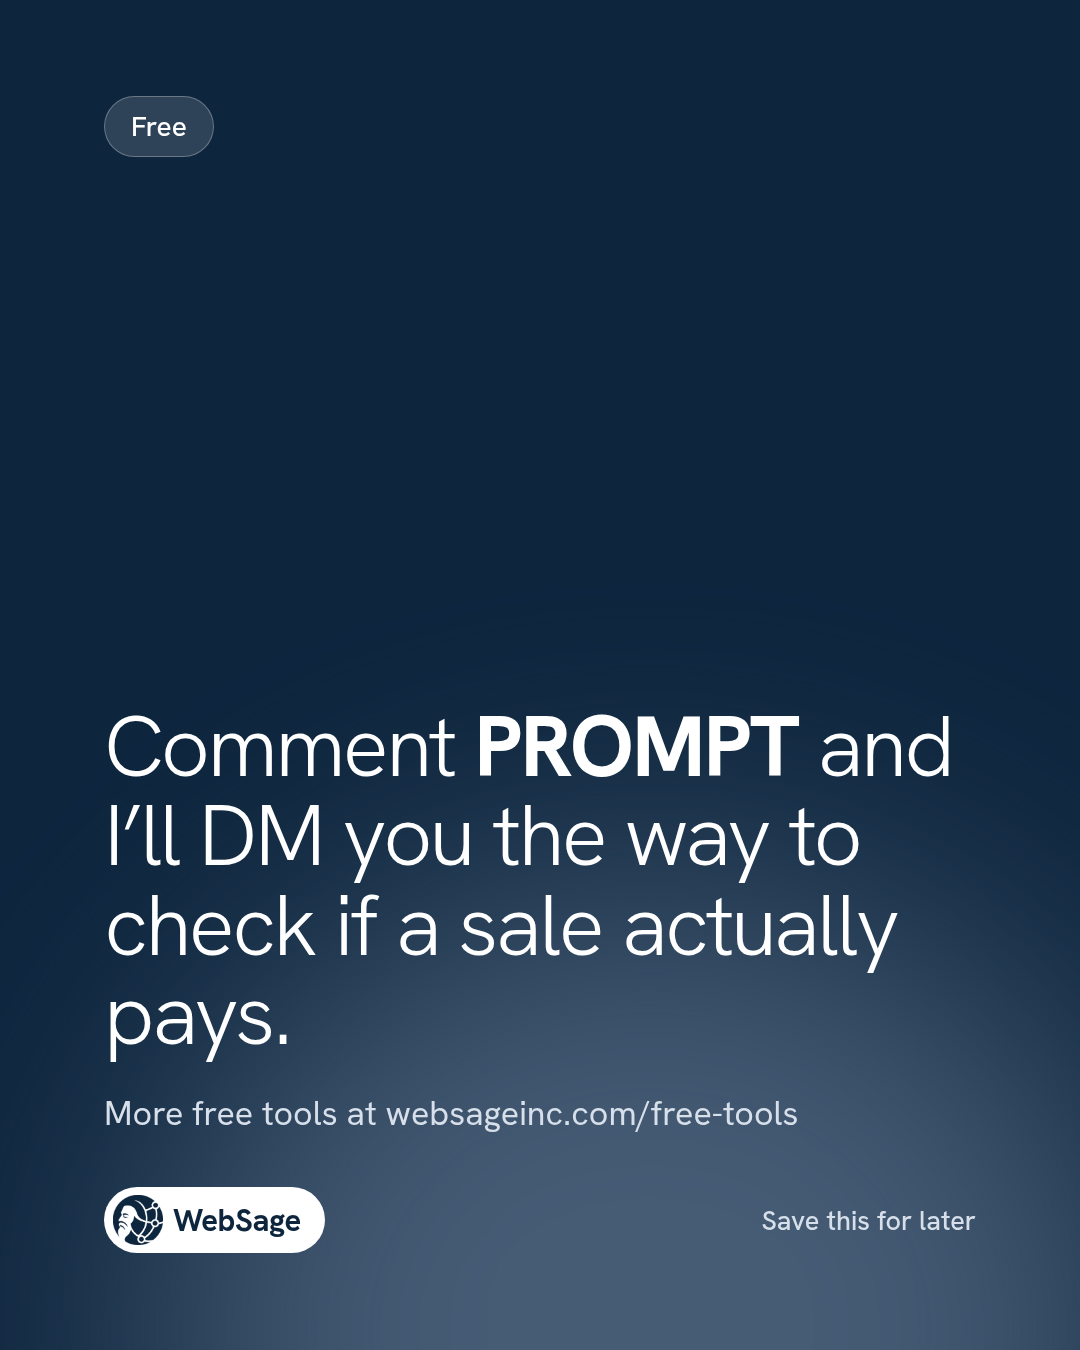 Free
Comment PROMPT and
I’ll DM you the way to
check if a sale actually
pays.
More free tools at websageinc.com/free-tools
WebSage
Save this for later